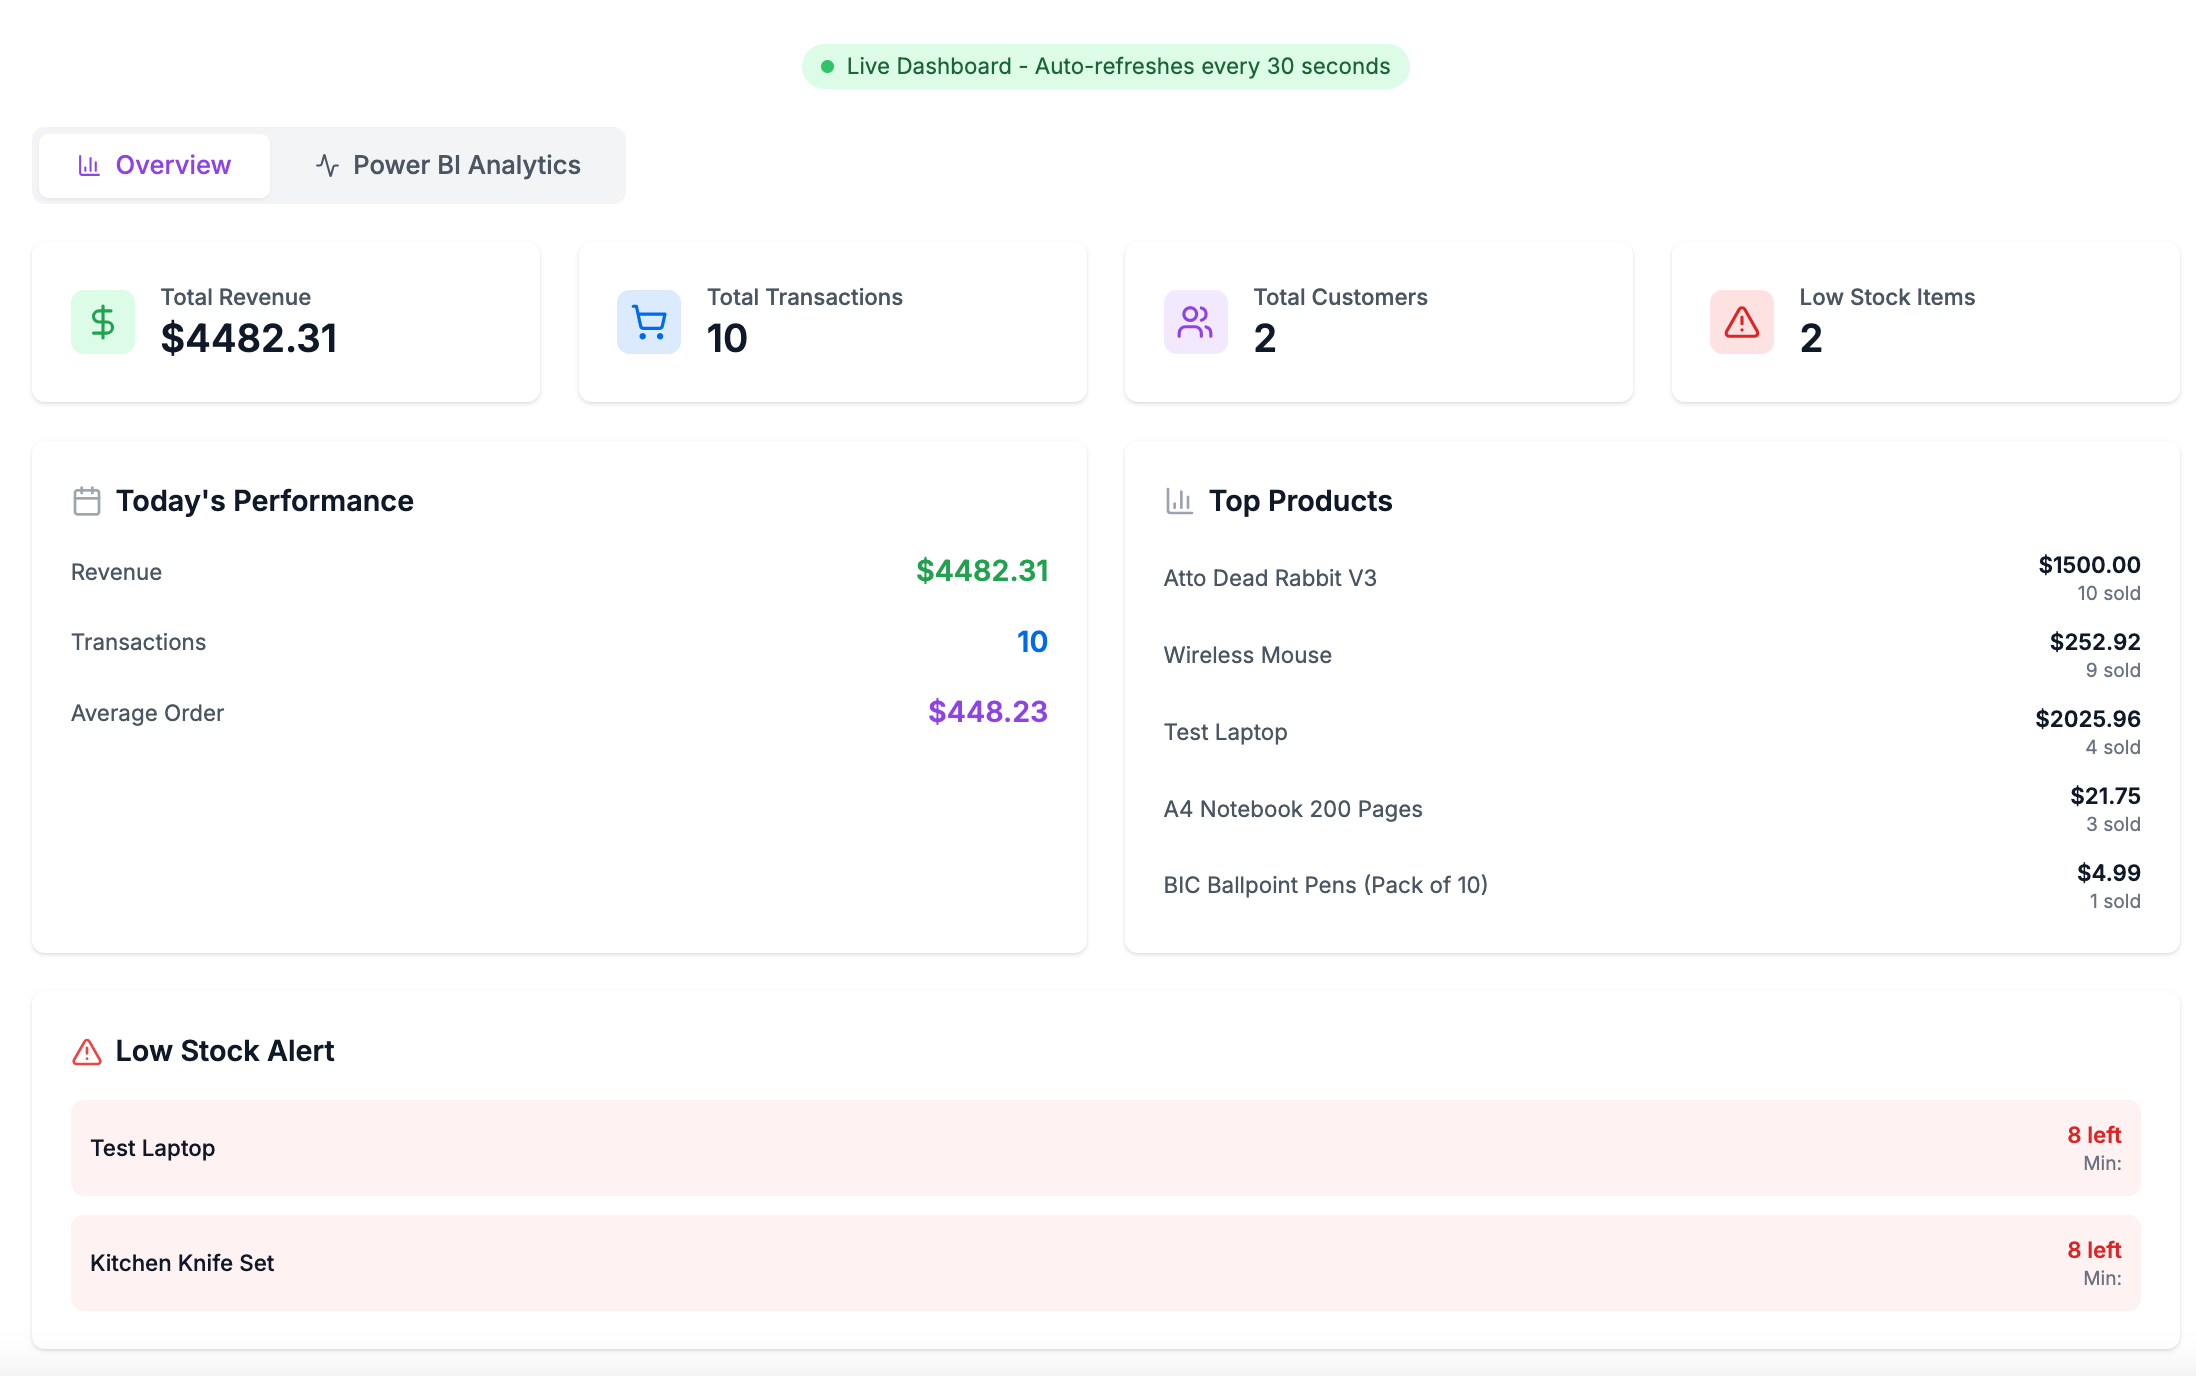 Live Dashboard - Auto-refreshes every 30 seconds
Overview
Power BI Analytics
Total Revenue
$4482.31
Total Transactions
10
Total Customers
2
Low Stock Items
2
Today's Performance
Revenue
$4482.31
Transactions
10
Average Order
$448.23
Top Products
Atto Dead Rabbit V3
$1500.00
10 sold
Wireless Mouse
$252.92
9 sold
Test Laptop
$2025.96
4 sold
A4 Notebook 200 Pages
$21.75
3 sold
BIC Ballpoint Pens (Pack of 10)
$4.99
1 sold
Low Stock Alert
Test Laptop
8 left
Min:
Kitchen Knife Set
8 left
Min: